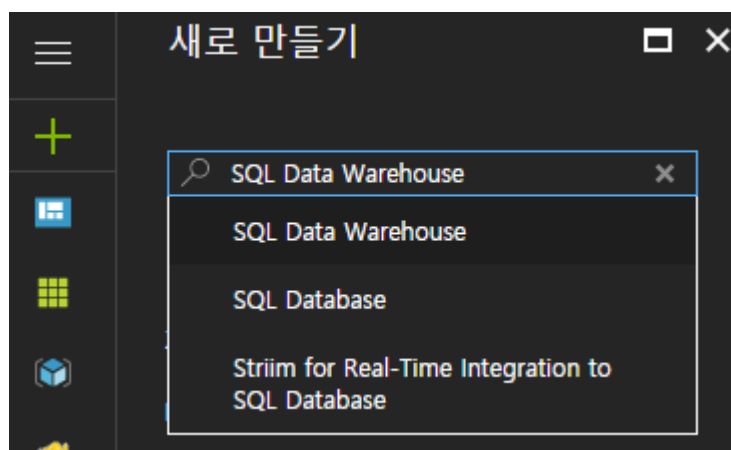 새로 만들기
SQL Data Warehouse
SQL Data Warehouse
SQL Database
Striim for Real-Time Integration to
SQL Database